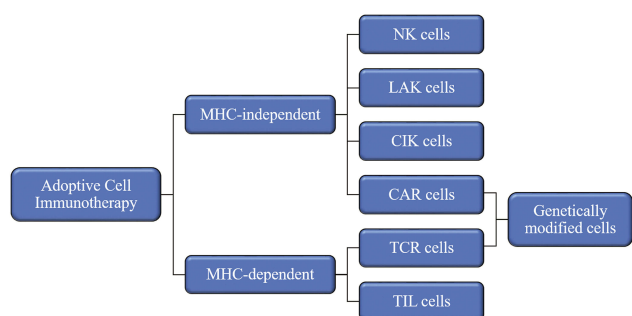 NK cells
LAK cells
MHC-independent
CIK cells
Adoptive Cell
Immunotherapy
CAR cells
Genetically
modified cells
TCR cells
MHC-dependent
TIL cells